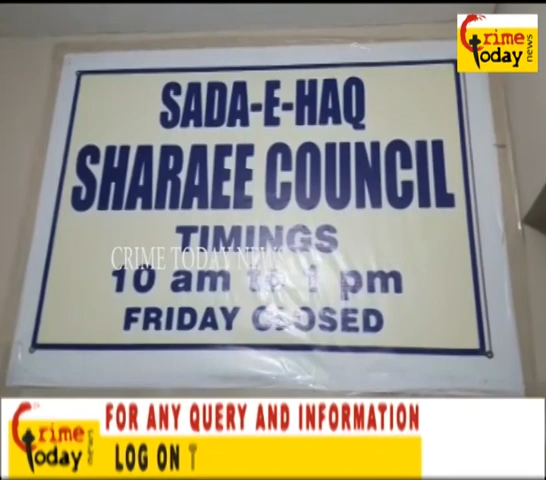 Crime
Today
news
SADA-E-HAQ
SHARAEE COUNCIL
TIMINGS
CRIME TODAY NEWS
10 am to 1 pm
FRIDAY CLOSED
Crime
Today
news
FOR ANY QUERY AND INFORMATION
LOG ON